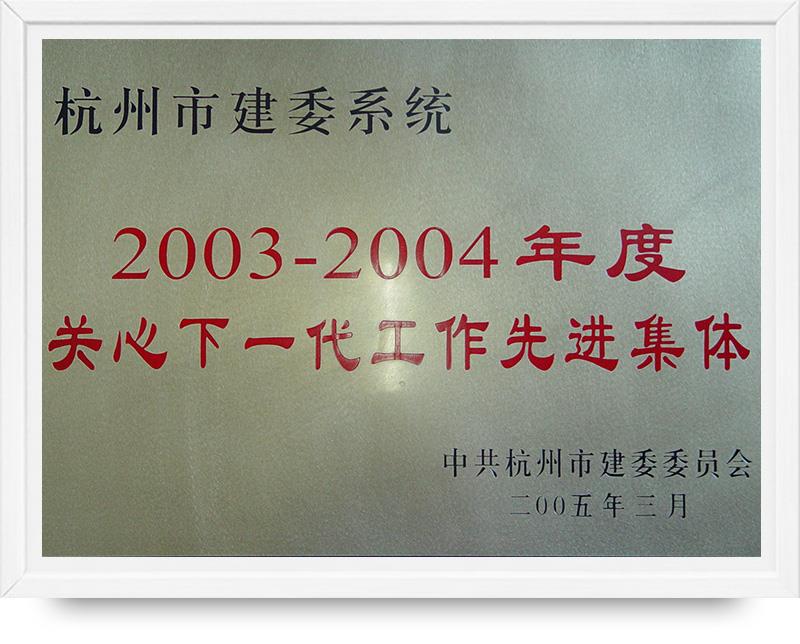 杭州市建委系统
2003-2004年度
关心下一代工作先进集体
中共杭州市建委委员会
二00五年三月